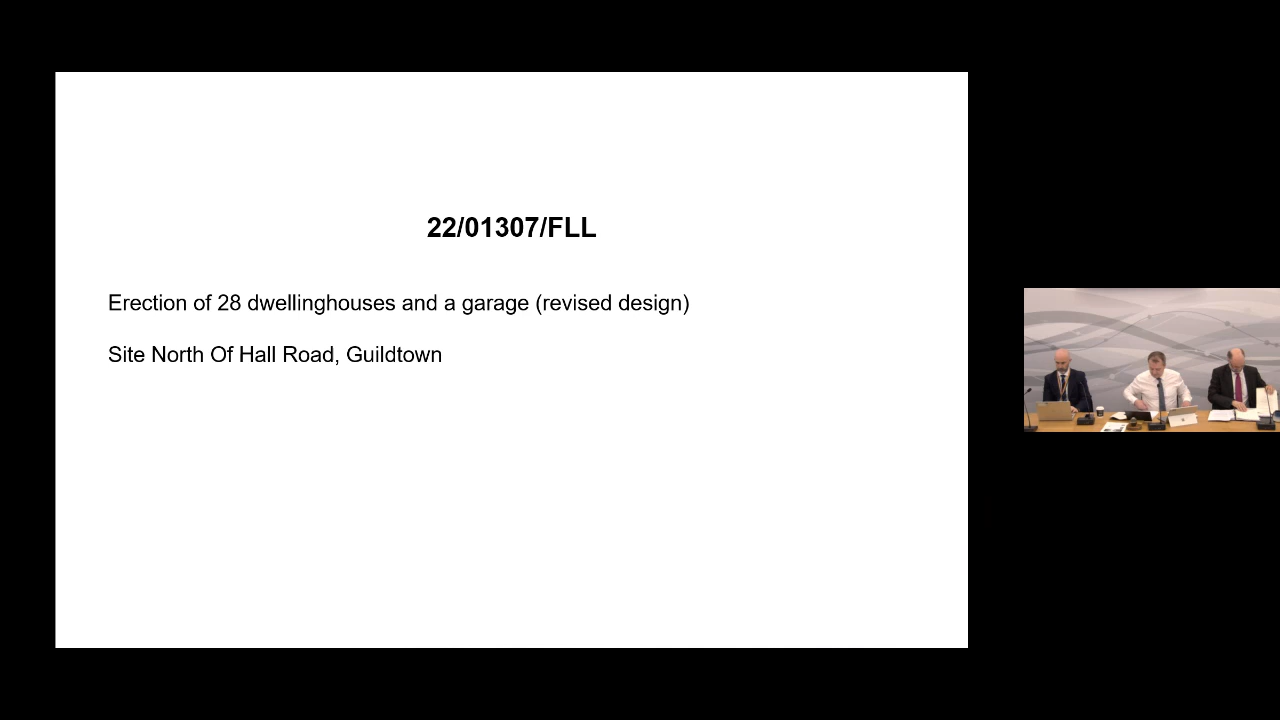 22/01307/FLL
Erection of 28 dwellinghouses and a garage (revised design)
Site North Of Hall Road, Guildtown